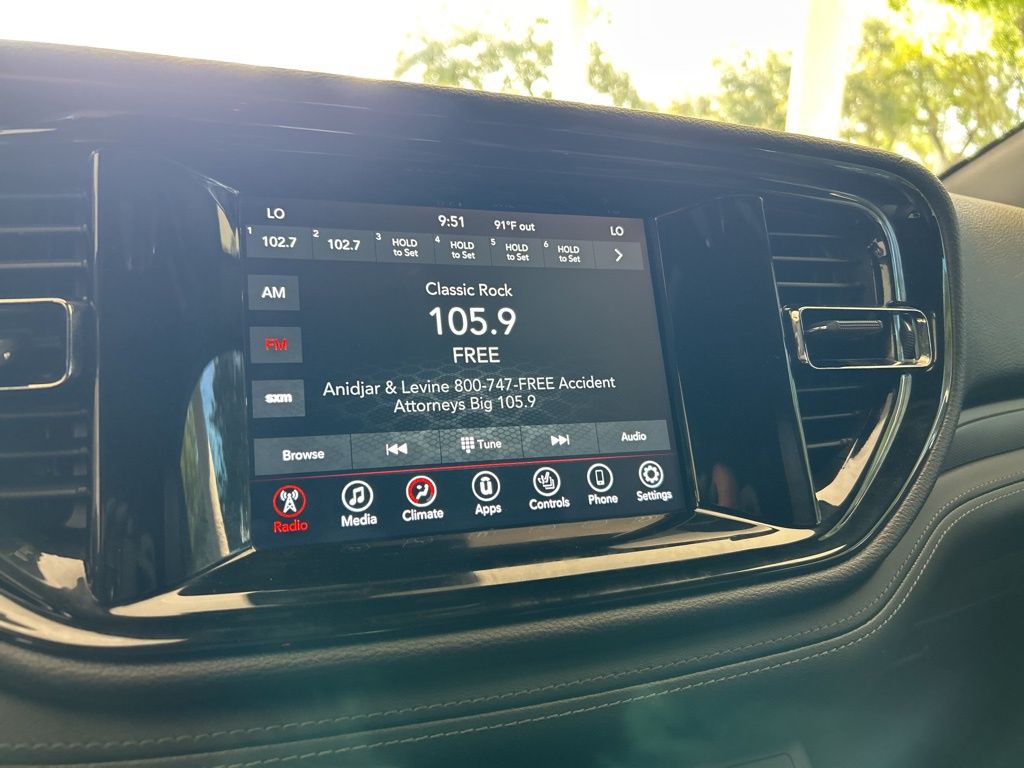 LO 9:51 91°F out LO
1 102.7 2 102.7 3 HOLD to Set 4 HOLD to Set 5 HOLD to Set 6 HOLD to Set
AM
FM
sxm
Classic Rock
105.9
FREE
Anidjar & Levine 800-747-FREE Accident
Attorneys Big 105.9
Browse Tune Audio
Radio Media Climate Apps Controls Phone Settings